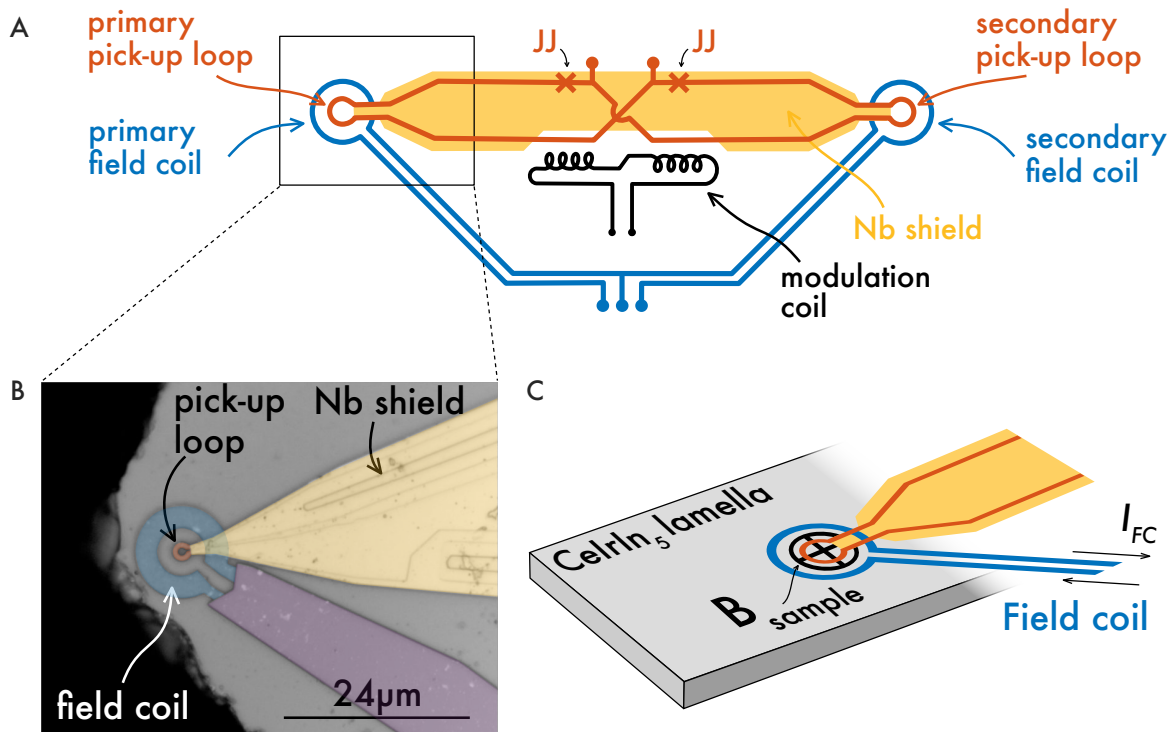 A
primary
pick-up loop
primary
field coil
JJ
JJ
secondary
pick-up loop
secondary
field coil
Nb shield
modulation
coil
B
pick-up
loop
Nb shield
field coil
24μm
C
CeIrIn5 lamella
B
sample
IFC
Field coil